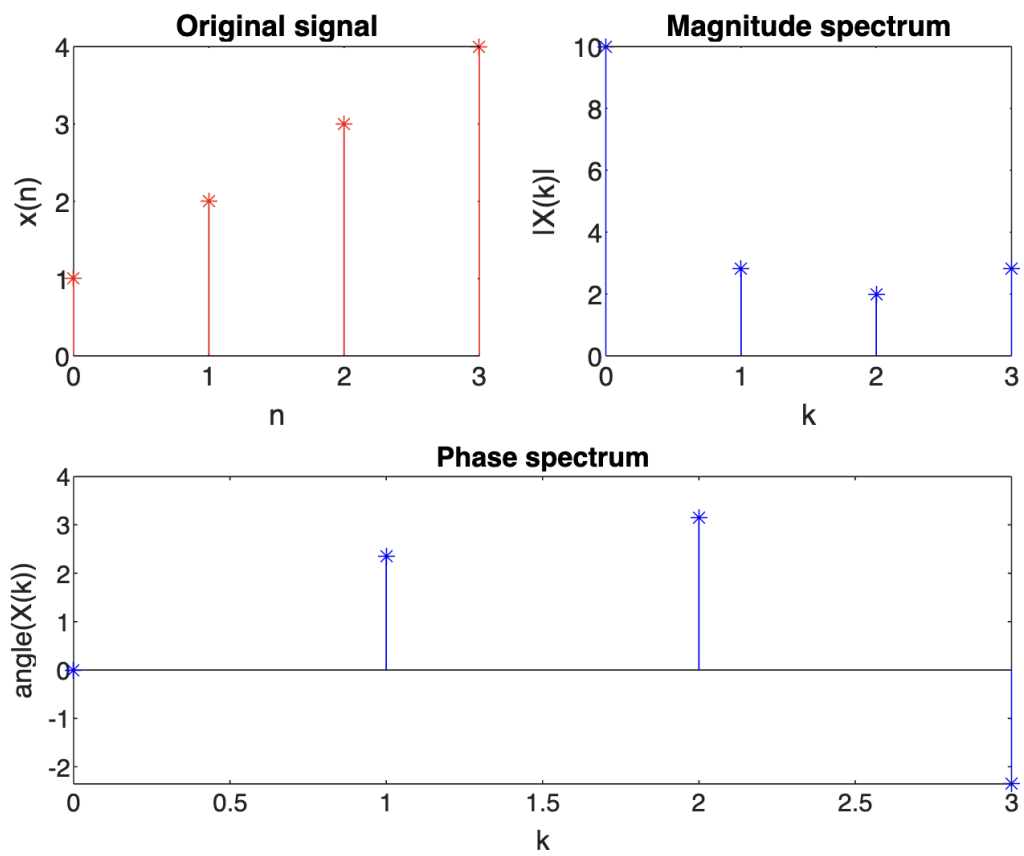 Original signal
4
3
2
1
0
x(n)
0 1 2 3
n
Magnitude spectrum
10
8
6
4
2
0
|X(k)|
0 1 2 3
k
Phase spectrum
4
3
2
1
0
-1
-2
angle(X(k))
0 0.5 1 1.5 2 2.5 3
k